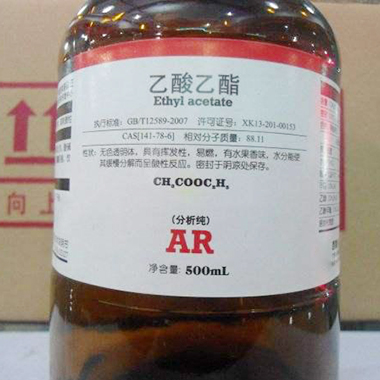 乙酸乙酯
Ethyl acetate
执行标准: GB/T12589-2007 许可证号: XK13-201-00153
CAS[141-78-6] 相对分子质量: 88.11
性状: 无色透明体, 具有挥发性, 易燃, 有水果香味, 水分能使
其缓慢分解而呈酸性反应。密封于阴凉处保存。
CH₃COOC₂H₅
(分析纯)
AR
净含量: 500mL
向上